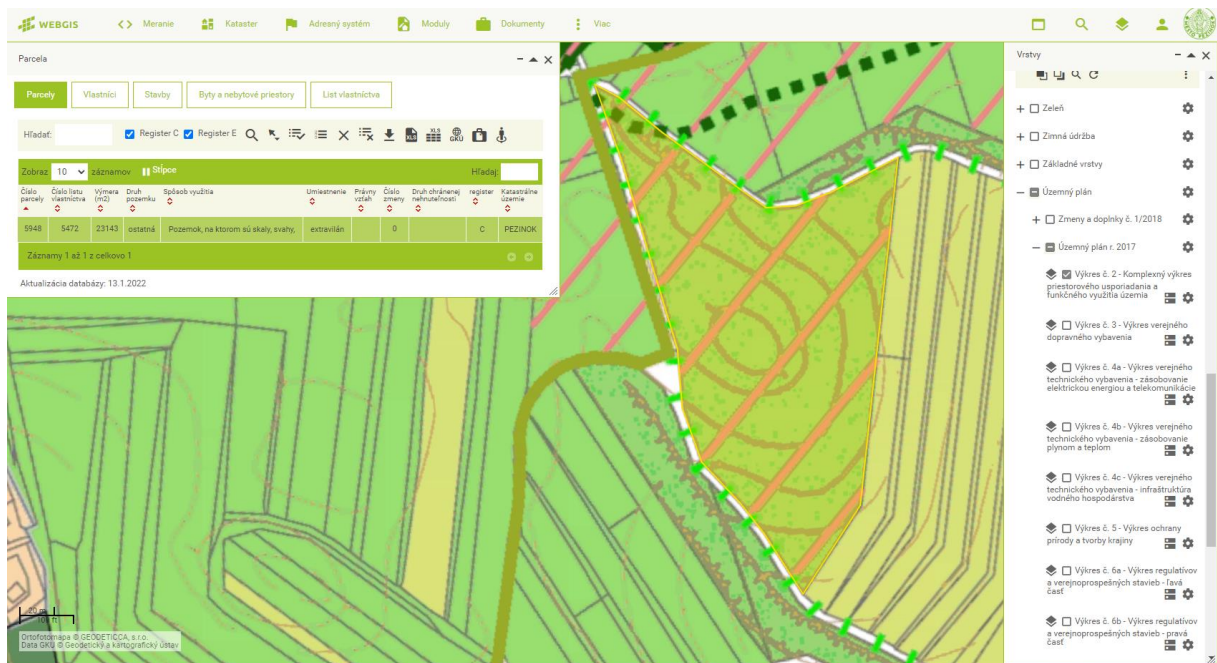 WEBGIS
Meranie
Kataster
Adresný systém
Moduly
Dokumenty
Viac
Parcela
Parcely
Vlastníci
Stavby
Byty a nebytové priestory
List vlastníctva
Hľadať:
Register C
Register E
XLS
XLS
GKÚ
Zobraz 10 záznamov
Stĺpce
Hľadaj:
Číslo parcely
Číslo listu vlastníctva
Výmera (m2)
Druh pozemku
Spôsob využitia
Umiestnenie
Právny vzťah
Číslo zmeny
Druh chránenej nehnuteľnosti
register
Katastrálne územie
5948 5472 23143 ostatná Pozemok, na ktorom sú skaly, svahy, extravilán 0 C PEZINOK
Záznamy 1 až 1 z celkovo 1
Aktualizácia databázy: 13.1.2022
20 m
100 ft
Ortofotomapa © GEODETICCA, s.r.o.
Data GKÚ © Geodetický a kartografický ústav
Vrstvy
Zeleň
Zimná údržba
Základné vrstvy
Územný plán
Zmeny a doplnky č. 1/2018
Územný plán r. 2017
Výkres č. 2 - Komplexný výkres
priestorového usporiadania a
funkčného využitia územia
Výkres č. 3 - Výkres verejného
dopravného vybavenia
Výkres č. 4a - Výkres verejného
technického vybavenia - zásobovanie
elektrickou energiou a telekomunikácie
Výkres č. 4b - Výkres verejného
technického vybavenia - zásobovanie
plynom a teplom
Výkres č. 4c - Výkres verejného
technického vybavenia - infraštruktúra
vodného hospodárstva
Výkres č. 5 - Výkres ochrany
prírody a tvorby krajiny
Výkres č. 6a - Výkres regulatívov
a verejnoprospešných stavieb - ľavá
časť
Výkres č. 6b - Výkres regulatívov
a verejnoprospešných stavieb - pravá
časť